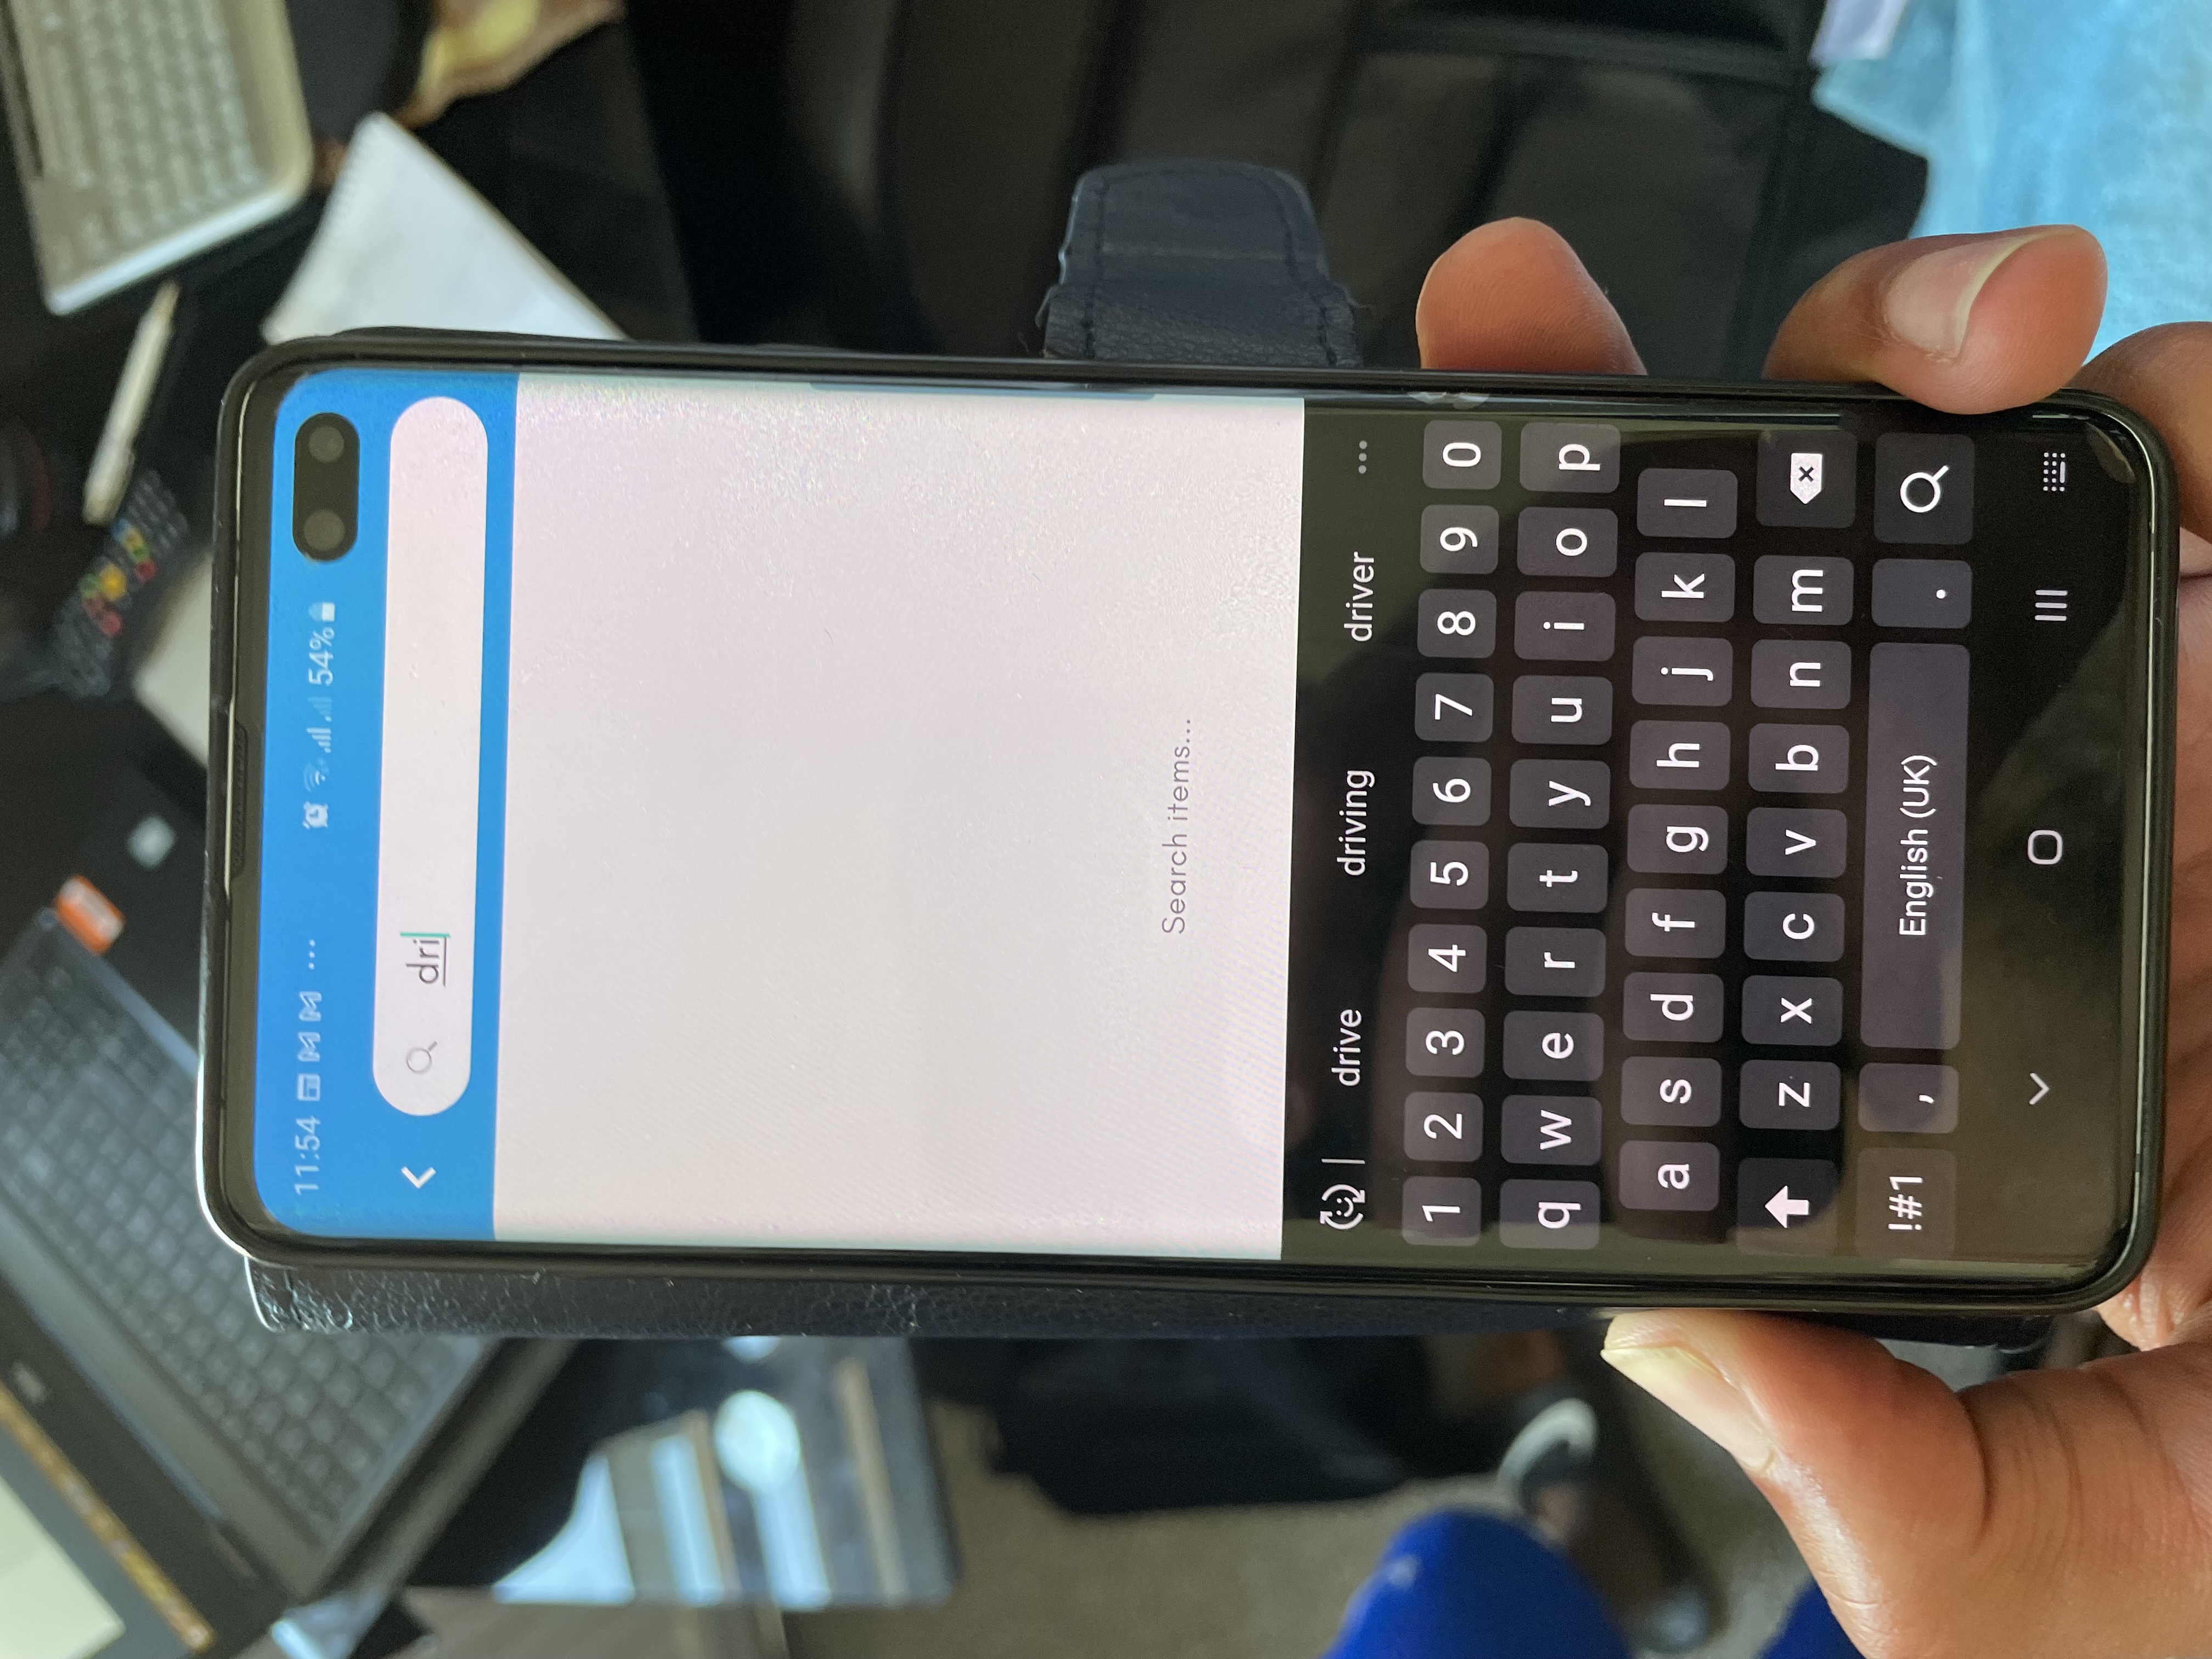 11:54 54%
dri
Search items...
drive driving driver
1 2 3 4 5 6 7 8 9 0
q w e r t y u i o p
a s d f g h j k l
z x c v b n m
!#1 , English (UK) .